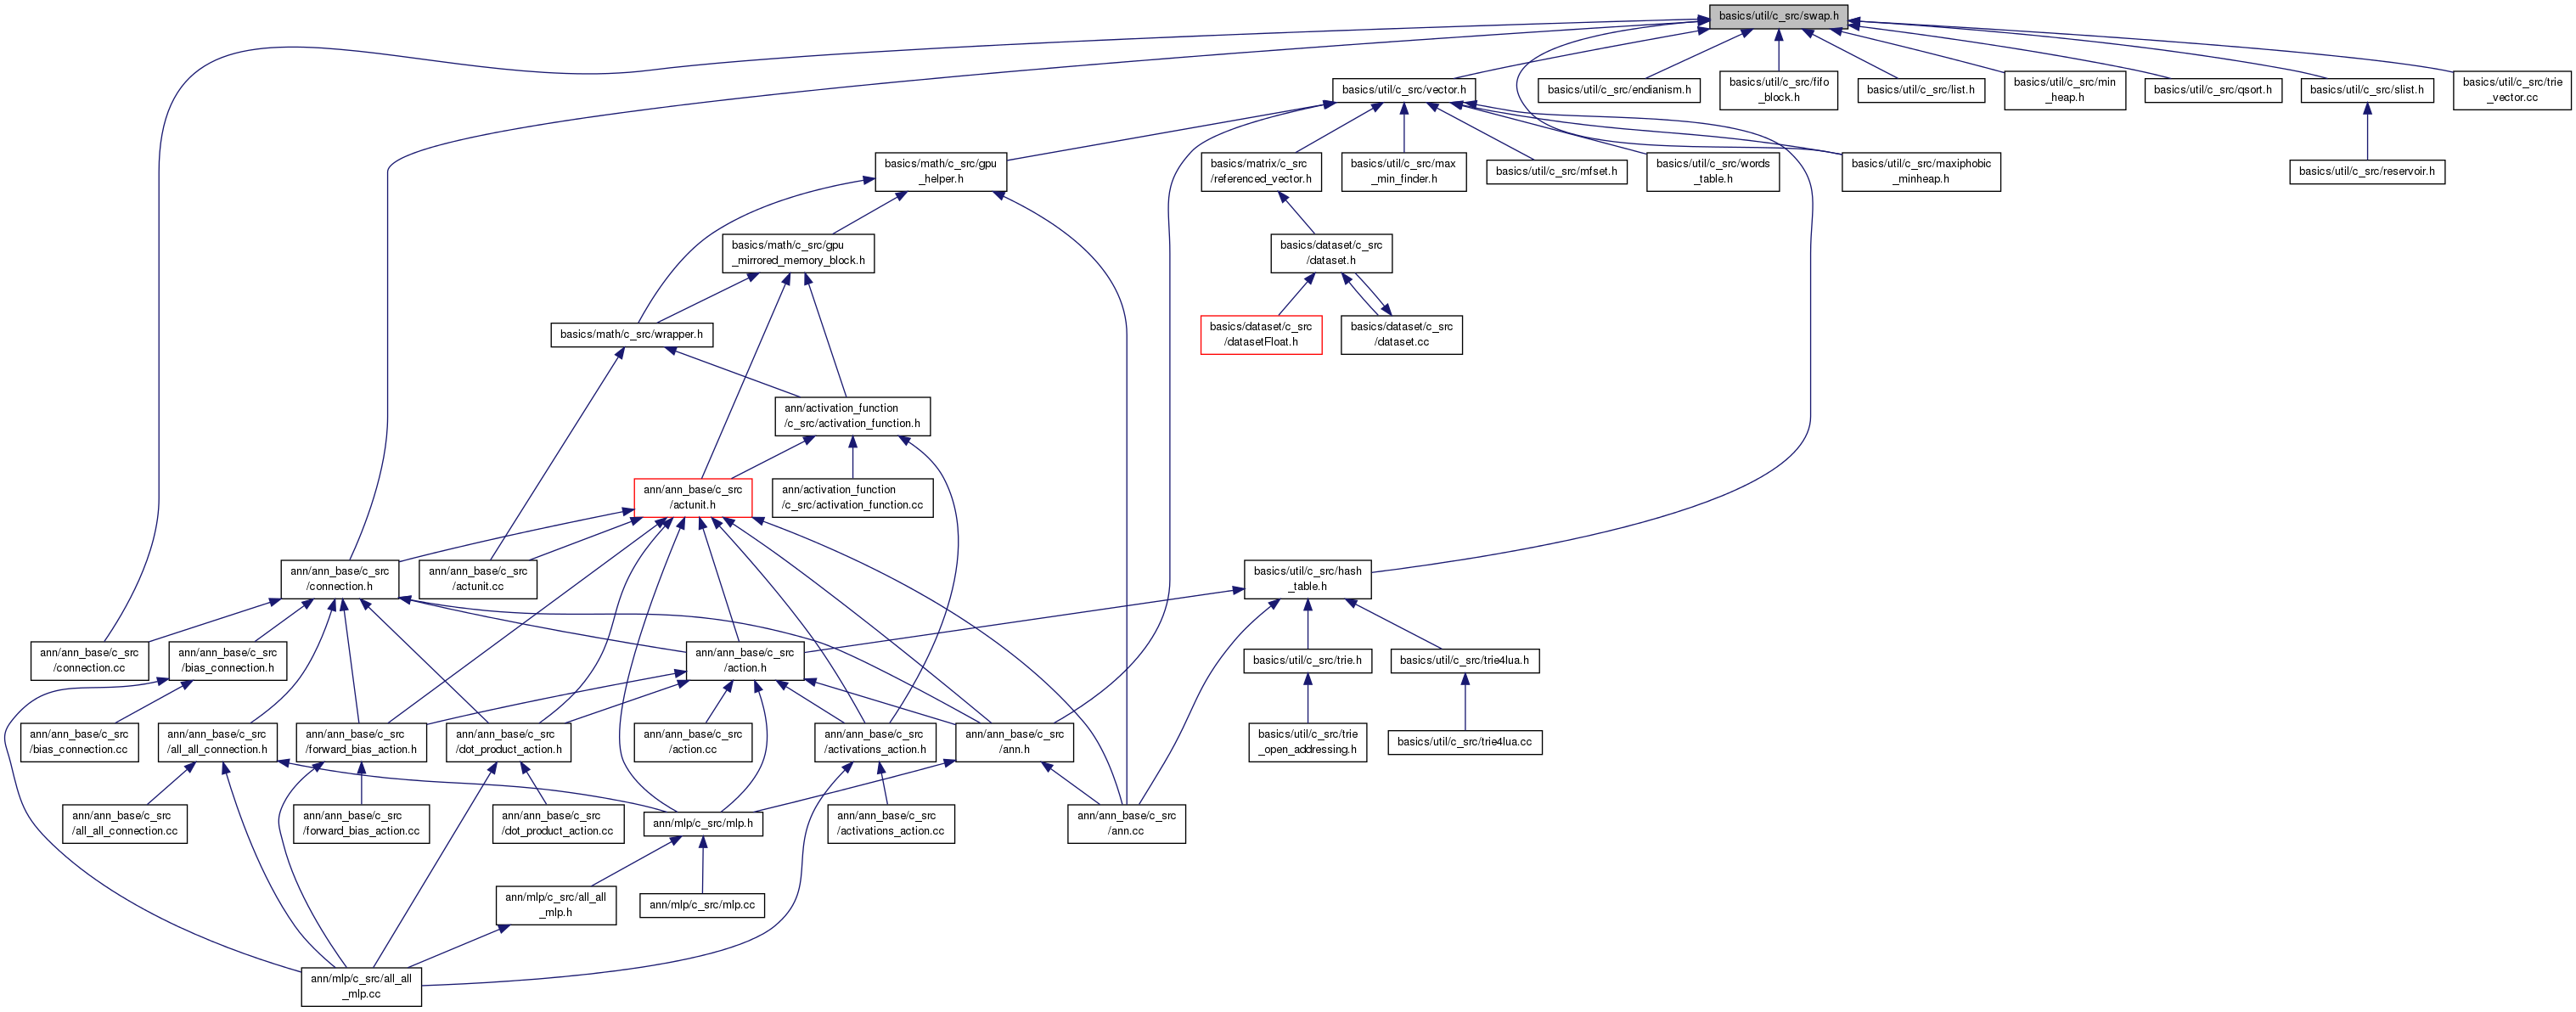 basics/util/c_src/swap.h
basics/util/c_src/vector.h
basics/util/c_src/endianism.h
basics/util/c_src/fifo
_block.h
basics/util/c_src/list.h
basics/util/c_src/min
_heap.h
basics/util/c_src/qsort.h
basics/util/c_src/slist.h
basics/util/c_src/trie
_vector.cc
basics/math/c_src/gpu
_helper.h
basics/matrix/c_src
/referenced_vector.h
basics/util/c_src/max
_min_finder.h
basics/util/c_src/mfset.h
basics/util/c_src/words
_table.h
basics/util/c_src/maxiphobic
_minheap.h
basics/util/c_src/reservoir.h
basics/math/c_src/gpu
_mirrored_memory_block.h
basics/dataset/c_src
/dataset.h
basics/math/c_src/wrapper.h
basics/dataset/c_src
/datasetFloat.h
basics/dataset/c_src
/dataset.cc
ann/activation_function
/c_src/activation_function.h
ann/ann_base/c_src
/actunit.h
ann/activation_function
/c_src/activation_function.cc
ann/ann_base/c_src
/connection.h
ann/ann_base/c_src
/actunit.cc
basics/util/c_src/hash
_table.h
ann/ann_base/c_src
/connection.cc
ann/ann_base/c_src
/bias_connection.h
ann/ann_base/c_src
/action.h
basics/util/c_src/trie.h
basics/util/c_src/trie4lua.h
ann/ann_base/c_src
/bias_connection.cc
ann/ann_base/c_src
/all_all_connection.h
ann/ann_base/c_src
/forward_bias_action.h
ann/ann_base/c_src
/dot_product_action.h
ann/ann_base/c_src
/action.cc
ann/ann_base/c_src
/activations_action.h
ann/ann_base/c_src
/ann.h
basics/util/c_src/trie
_open_addressing.h
basics/util/c_src/trie4lua.cc
ann/ann_base/c_src
/all_all_connection.cc
ann/ann_base/c_src
/forward_bias_action.cc
ann/ann_base/c_src
/dot_product_action.cc
ann/mlp/c_src/mlp.h
ann/ann_base/c_src
/activations_action.cc
ann/ann_base/c_src
/ann.cc
ann/mlp/c_src/all_all
_mlp.h
ann/mlp/c_src/mlp.cc
ann/mlp/c_src/all_all
_mlp.cc